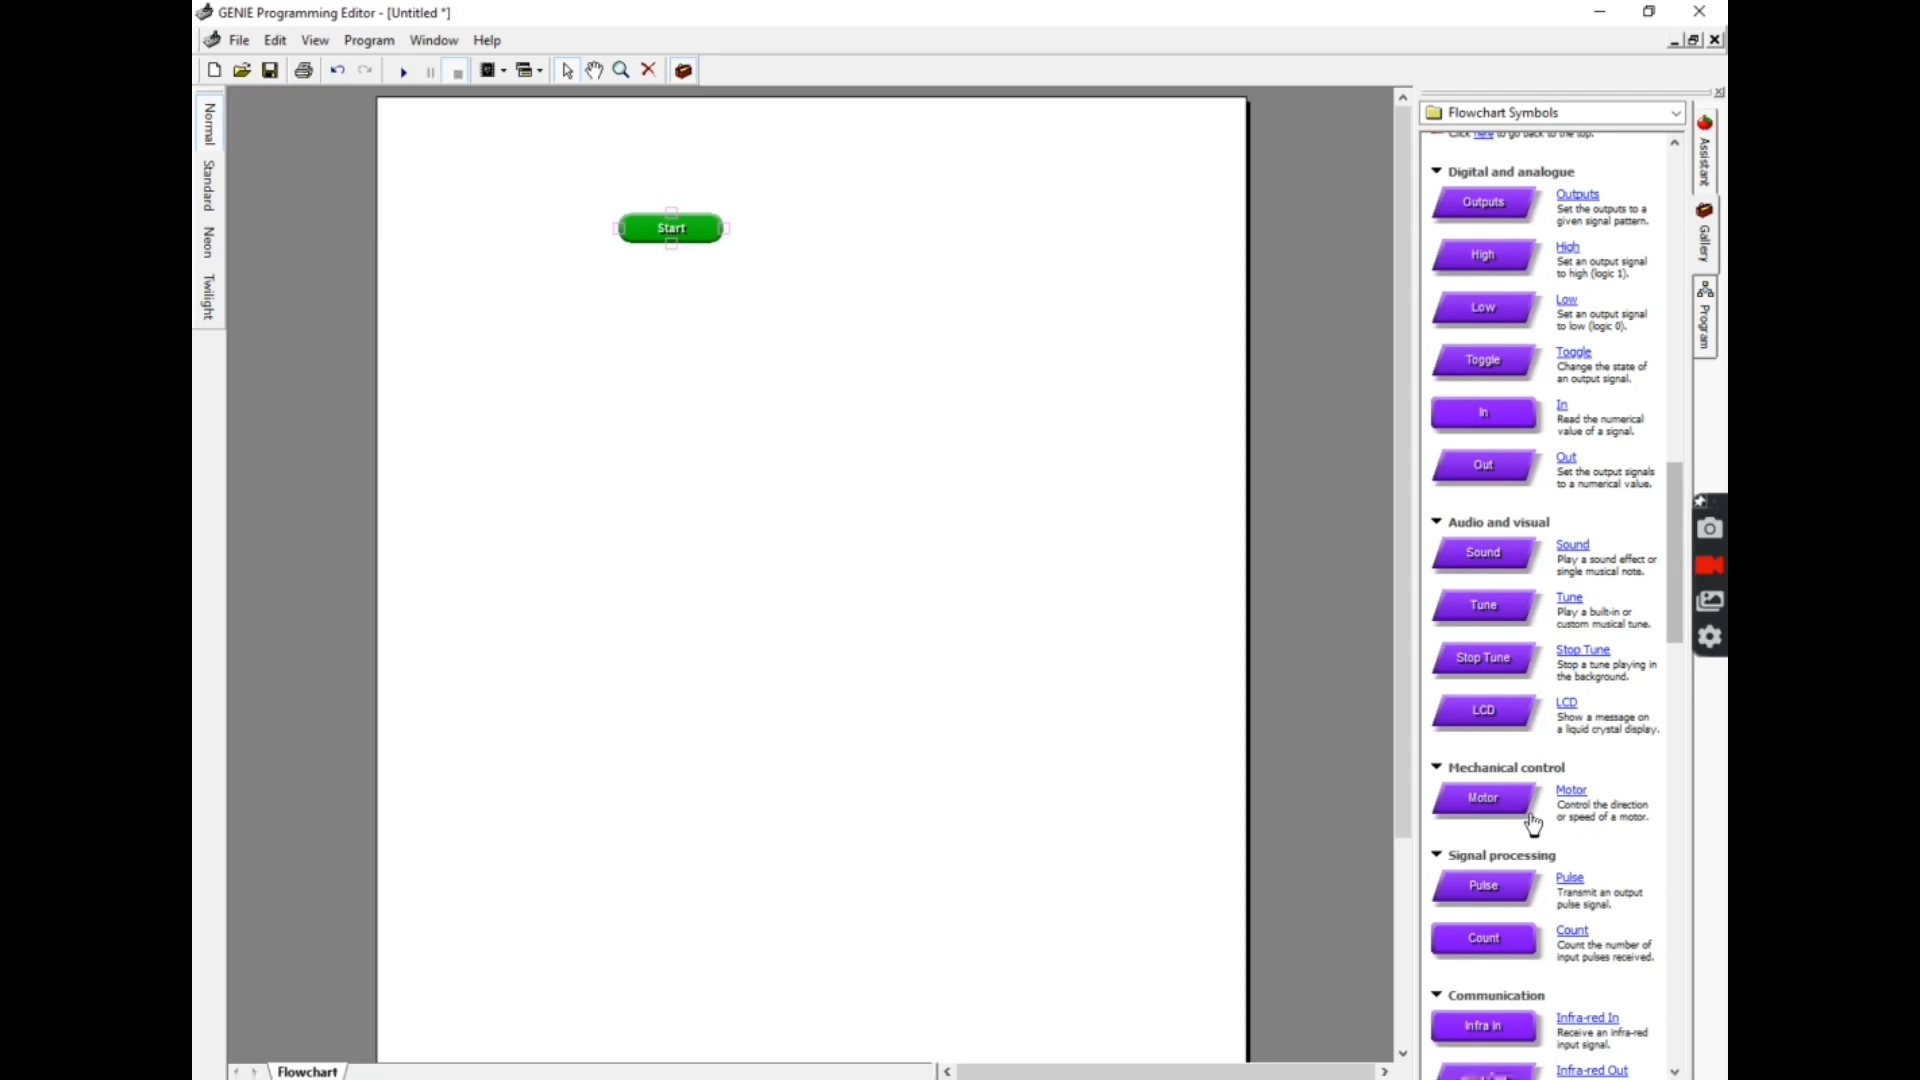 GENIE Programming Editor - [Untitled *]
File Edit View Program Window Help
Normal
Standard
Neon
Twilight
Start
Flowchart
Flowchart Symbols
Click here to go back to the top.
Digital and analogue
Outputs
Outputs
Set the outputs to a
given signal pattern.
High
High
Set an output signal
to high (logic 1).
Low
Low
Set an output signal
to low (logic 0).
Toggle
Toggle
Change the state of
an output signal.
In
In
Read the numerical
value of a signal.
Out
Out
Set the output signals
to a numerical value.
Audio and visual
Sound
Sound
Play a sound effect or
single musical note.
Tune
Tune
Play a built-in or
custom musical tune.
Stop Tune
Stop Tune
Stop a tune playing in
the background.
LCD
LCD
Show a message on
a liquid crystal display.
Mechanical control
Motor
Motor
Control the direction
or speed of a motor.
Signal processing
Pulse
Pulse
Transmit an output
pulse signal.
Count
Count
Count the number of
input pulses received.
Communication
Infra In
Infra-red In
Receive an infra-red
input signal.
Infra-red Out
Assistant
Gallery
Program